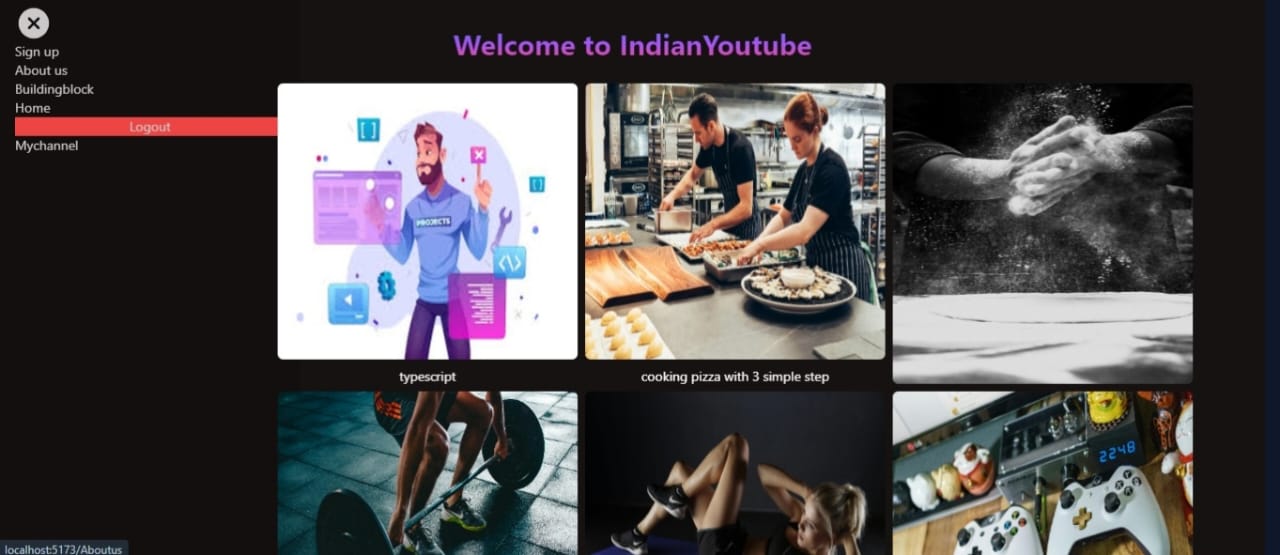 Sign up
About us
Buildingblock
Home
Logout
Mychannel
Welcome to IndianYoutube
[ ]
PROJECTS
</>
typescript
cooking pizza with 3 simple step
2248
localhost:5173/Aboutus